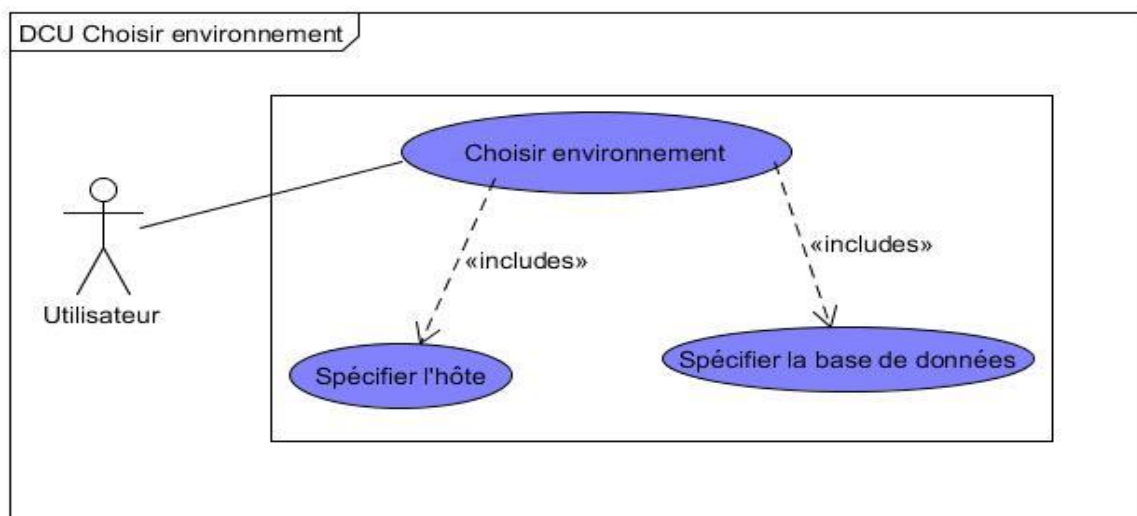 DCU Choisir environnement
Choisir environnement
«includes»
«includes»
Utilisateur
Spécifier l'hôte
Spécifier la base de données